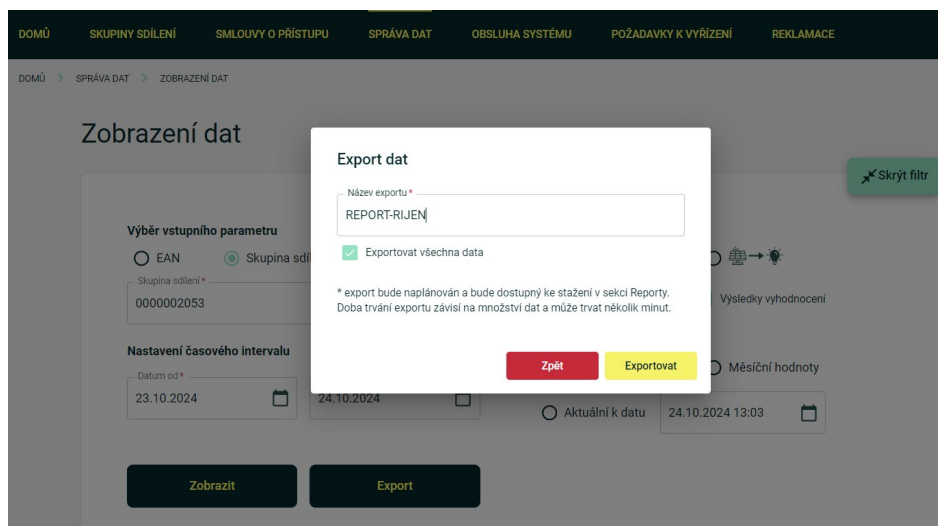 DOMŮ SKUPINY SDÍLENÍ SMLOUVY O PŘÍSTUPU SPRÁVA DAT OBSLUHA SYSTÉMU POŽADAVKY K VYŘÍZENÍ REKLAMACE
DOMŮ > SPRÁVA DAT > ZOBRAZENÍ DAT
Zobrazení dat
Skrýt filtr
Export dat
Název exportu *
REPORT-RIJEN
Exportovat všechna data
* export bude naplánován a bude dostupný ke stažení v sekci Reporty.
Doba trvání exportu závisí na množství dat a může trvat několik minut.
Zpět Exportovat
Výběr vstupního parametru
EAN Skupina sdíl
Skupina sdílení *
0000002053
Výsledky vyhodnocení
Nastavení časového intervalu
Měsíční hodnoty
Datum od *
23.10.2024 24.10.2024
Aktuální k datu 24.10.2024 13:03
Zobrazit Export